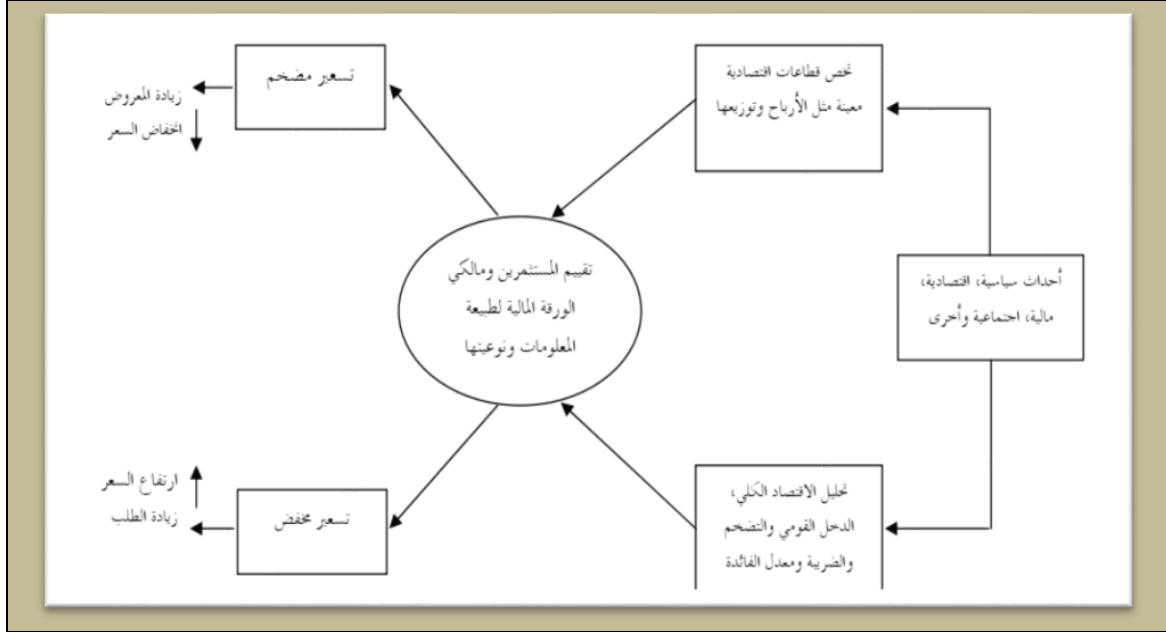 تخص قطاعات اقتصادية
معينة مثل الأرباح وتوزيعها
تسعير مضخم
زيادة المعروض
انخفاض السعر
أحداث سياسية، اقتصادية،
مالية، اجتماعية وأخرى
تقييم المستثمرين ومالكي
الورقة المالية لطبيعة
المعلومات ونوعيتها
تحليل الاقتصاد الكلي،
الدخل القومي والتضخم
والضريبة ومعدل الفائدة
تسعير مخفض
ارتفاع السعر
زيادة الطلب